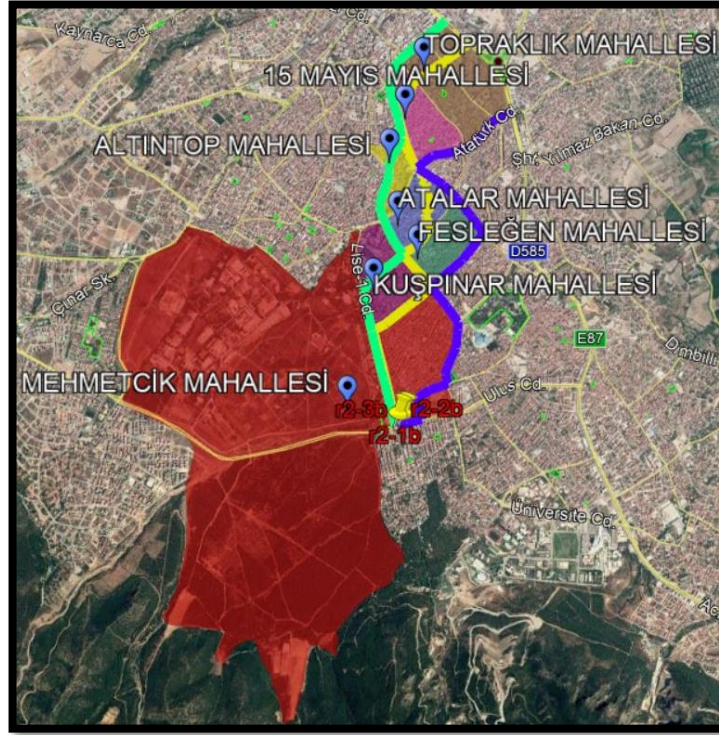 Kaynarca Cd.
Cd.
TOPRAKLIK MAHALLESİ
15 MAYIS MAHALLESİ
Atatürk Cd.
ALTINTOP MAHALLESİ
Şht. Yılmaz Bakan Cd.
ATALAR MAHALLESİ
FESLEĞEN MAHALLESİ
D585
Lise-1 Cd.
KUŞPINAR MAHALLESİ
Çınar Sk.
E87
MEHMETCİK MAHALLESİ
Ulus Cd.
r2-3b
r2-2b
r2-1b
Üniversite Cd.